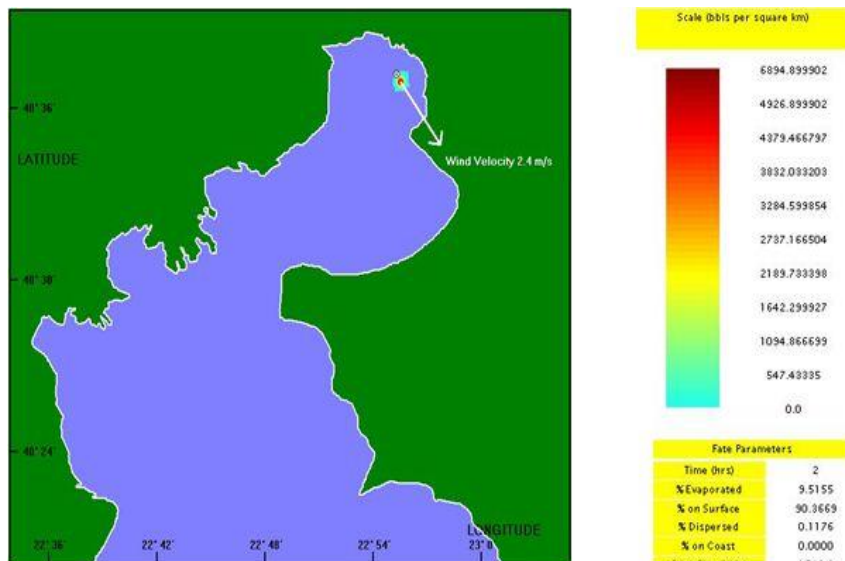 Scale (bbls per square km)
6894.899902
4926.899902
4379.466797
3832.033203
3284.599854
2737.166504
2189.733398
1642.299927
1094.866699
547.43335
0.0
40° 36'
LATITUDE
Wind Velocity 2.4 m/s
40° 30'
40° 24'
LONGITUDE
22° 36'
22° 42'
22° 48'
22° 54'
23° 0'
Fate Parameters
Time (hrs) 2
% Evaporated 9.5155
% on Surface 90.3669
% Dispersed 0.1176
% on Coast 0.0000